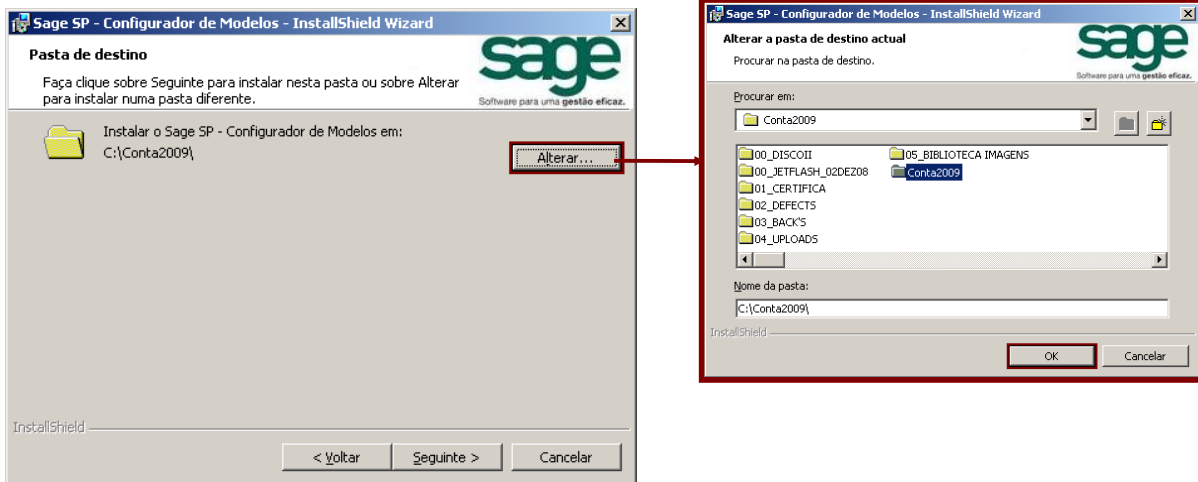 Sage SP - Configurador de Modelos - InstallShield Wizard
Pasta de destino
Faça clique sobre Seguinte para instalar nesta pasta ou sobre Alterar
para instalar numa pasta diferente.
sage
Software para uma gestão eficaz.
Instalar o Sage SP - Configurador de Modelos em:
C:\Conta2009\
Alterar...
InstallShield
< Voltar
Seguinte >
Cancelar
Sage SP - Configurador de Modelos - InstallShield Wizard
Alterar a pasta de destino actual
Procurar na pasta de destino.
sage
Software para uma gestão eficaz.
Procurar em:
Conta2009
00_DISCOII
00_JETFLASH_02DEZ08
01_CERTIFICA
02_DEFECTS
03_BACK'S
04_UPLOADS
05_BIBLIOTECA IMAGENS
Conta2009
Nome da pasta:
C:\Conta2009\
InstallShield
OK
Cancelar